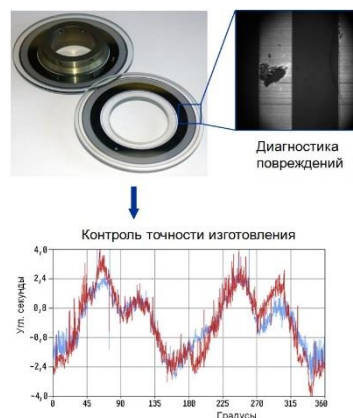 Диагностика
повреждений
Контроль точности изготовления
Угл. секунды
4,0
2,4
0,8
-0,8
-2,4
-4,0
0 45 90 135 180 225 270 315 360
Градусы